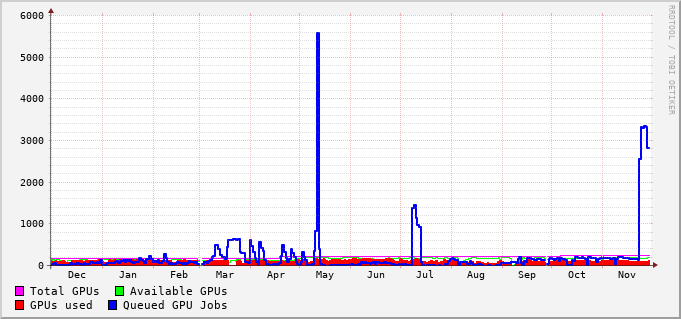 6000
5000
4000
3000
2000
1000
0
Dec Jan Feb Mar Apr May Jun Jul Aug Sep Oct Nov
Total GPUs Available GPUs
GPUs used Queued GPU Jobs
RRDTOOL / TOBI OETIKER